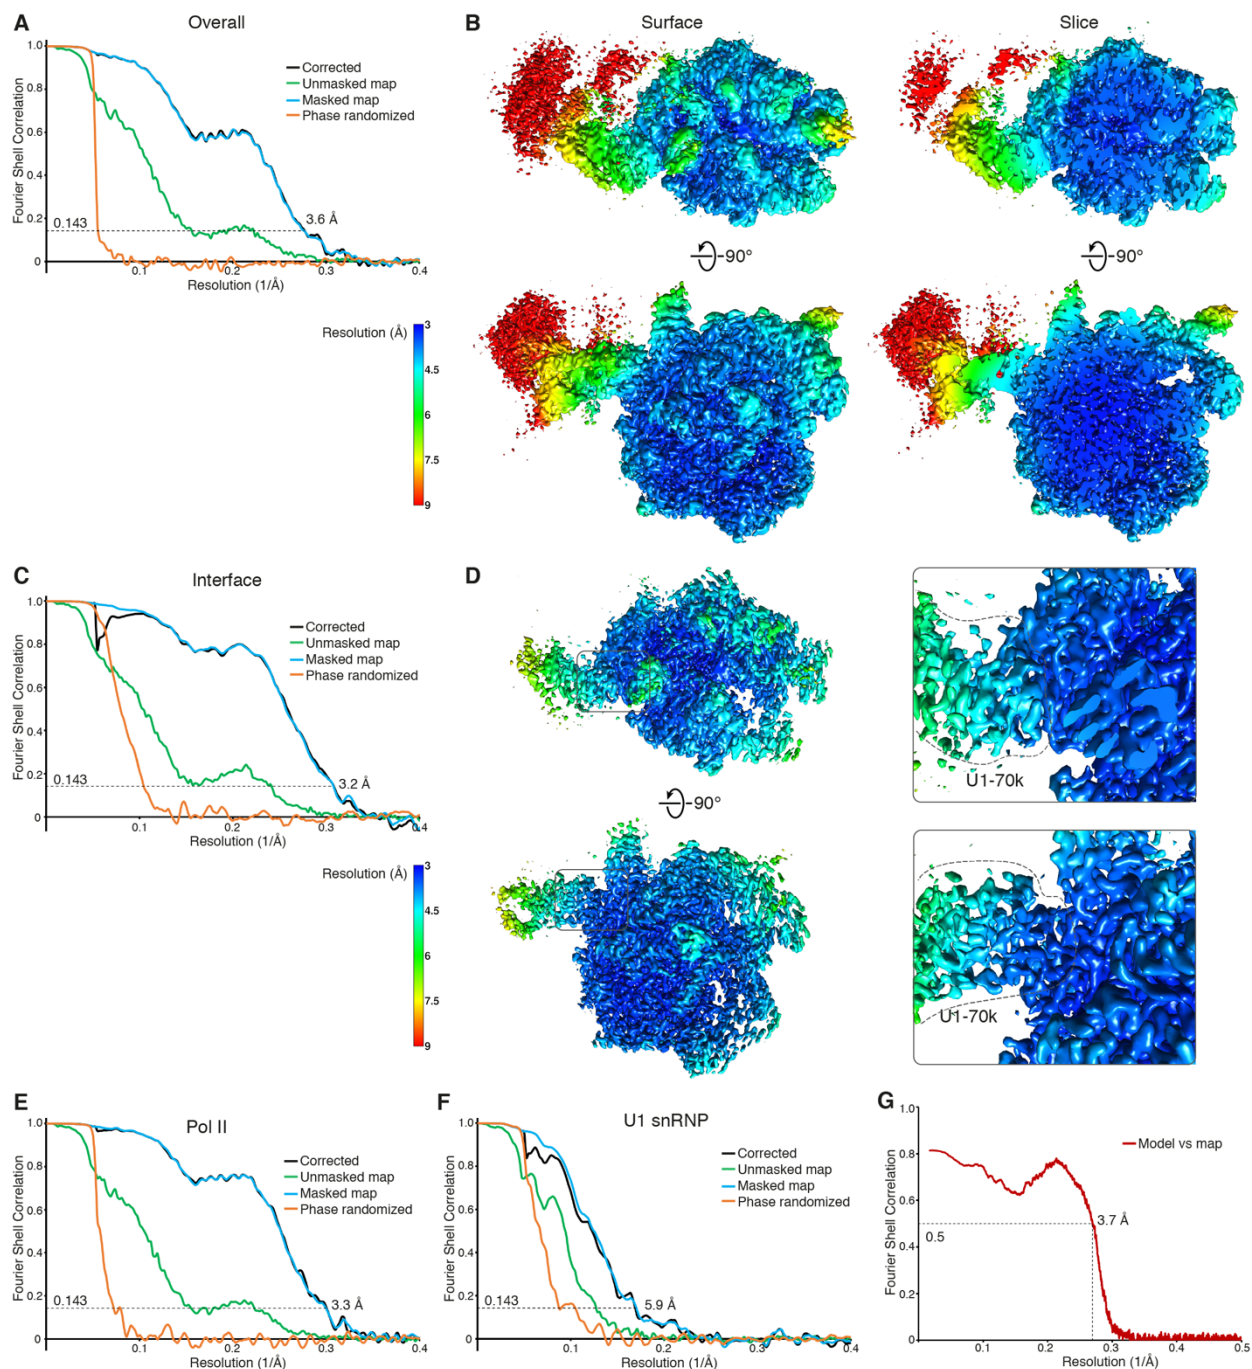 A
Overall
1.0
0.8
0.6
0.4
0.2
0
0.1
0.2
0.3
0.4
Fourier Shell Correlation
Resolution (1/Å)
Corrected
Unmasked map
Masked map
Phase randomized
0.143
3.6 Å
B
Surface
Slice
-90°
-90°
Resolution (Å)
3
4.5
6
7.5
9
C
Interface
1.0
0.8
0.6
0.4
0.2
0
0.1
0.2
0.3
0.4
Fourier Shell Correlation
Resolution (1/Å)
Corrected
Unmasked map
Masked map
Phase randomized
0.143
3.2 Å
D
-90°
U1-70k
U1-70k
Resolution (Å)
3
4.5
6
7.5
9
E
Pol II
1.0
0.8
0.6
0.4
0.2
0
0.1
0.2
0.3
0.4
Fourier Shell Correlation
Resolution (1/Å)
Corrected
Unmasked map
Masked map
Phase randomized
0.143
3.3 Å
F
U1 snRNP
1.0
0.8
0.6
0.4
0.2
0
0.1
0.2
0.3
0.4
Fourier Shell Correlation
Resolution (1/Å)
Corrected
Unmasked map
Masked map
Phase randomized
0.143
5.9 Å
G
1.0
0.8
0.6
0.4
0.2
0
0.1
0.2
0.3
0.4
0.5
Fourier Shell Correlation
Resolution (1/Å)
Model vs map
0.5
3.7 Å